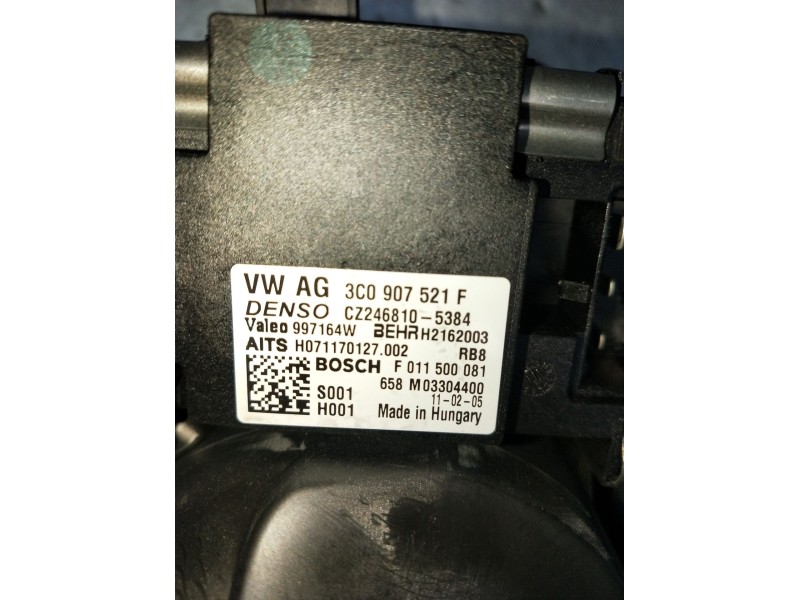 VW AG 3C0 907 521 F
DENSO CZ246810-5384
Valeo 997164W BEHR H2162003
AITS H071170127.002 RB8
BOSCH F 011 500 081
658 M03304400
S001 11-02-05
H001 Made in Hungary